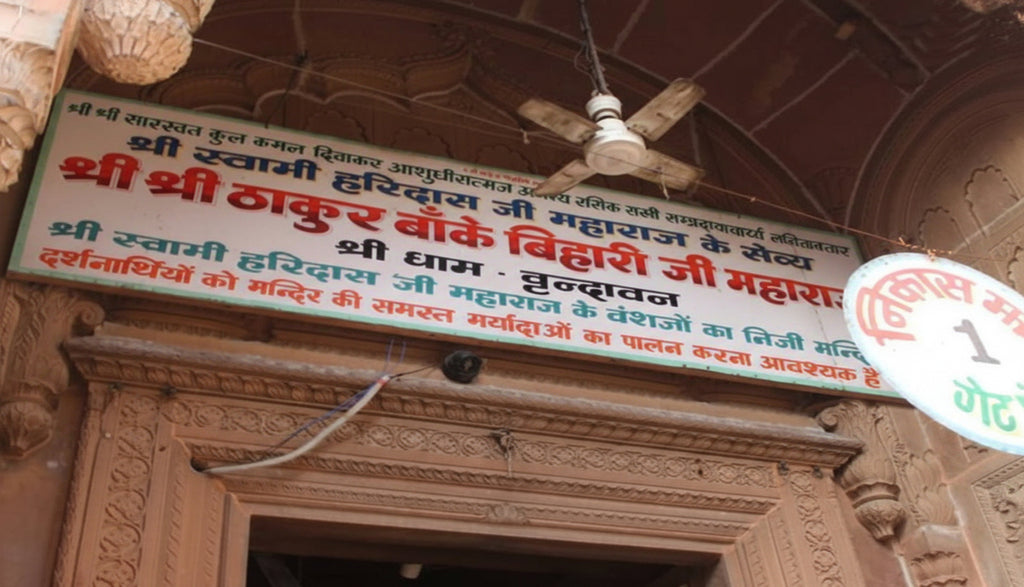 श्री श्री सारस्वत कुल कमल दिवाकर आशुधीरात्मज रसिक सखी सम्प्रदायाचार्य ललितावतार
श्री स्वामी हरिदास जी महाराज के सेव्य
श्री श्री ठाकुर बाँके बिहारी जी महाराज
श्री धाम - वृन्दावन
श्री स्वामी हरिदास जी महाराज के वंशजों का निजी
दर्शनार्थियों को मन्दिर की समस्त मर्यादाओं का पालन करना आवश्यक है
निकास
1
गेट